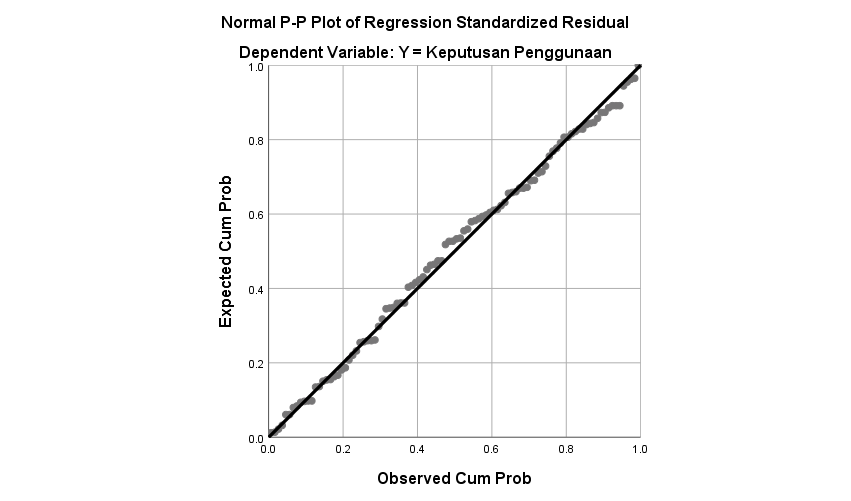 Normal P-P Plot of Regression Standardized Residual
Dependent Variable: Y = Keputusan Penggunaan
Expected Cum Prob
1.0
0.8
0.6
0.4
0.2
0.0
0.0 0.2 0.4 0.6 0.8 1.0
Observed Cum Prob